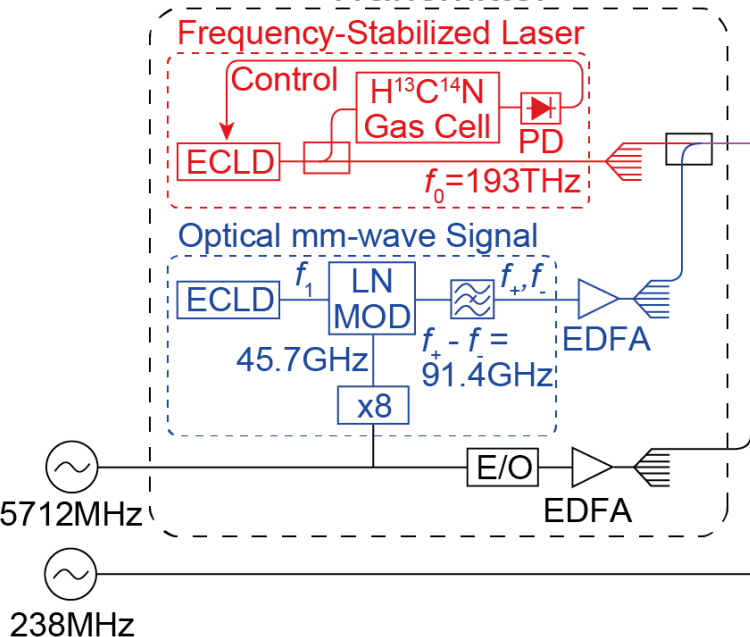 Transmitter
Frequency-Stabilized Laser
Control
H¹³C¹⁴N
Gas Cell
PD
ECLD
f₀=193THz
Optical mm-wave Signal
ECLD
f₁
LN
MOD
f₊,f₋
EDFA
45.7GHz
f₊ - f₋ =
91.4GHz
x8
E/O
EDFA
5712MHz
238MHz